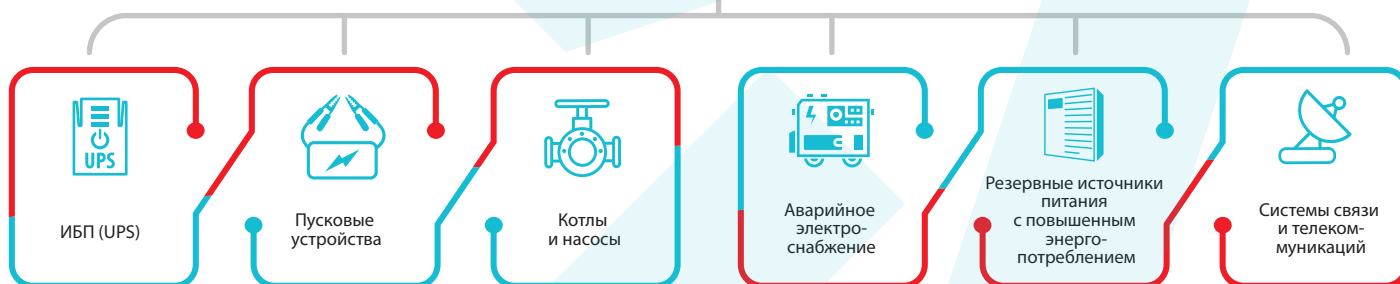 UPS
ИБП (UPS)
Пусковые
устройства
Котлы
и насосы
Аварийное
электро-
снабжение
Резервные источники
питания
с повышенным
энерго-
потреблением
Системы связи
и телеком-
муникаций